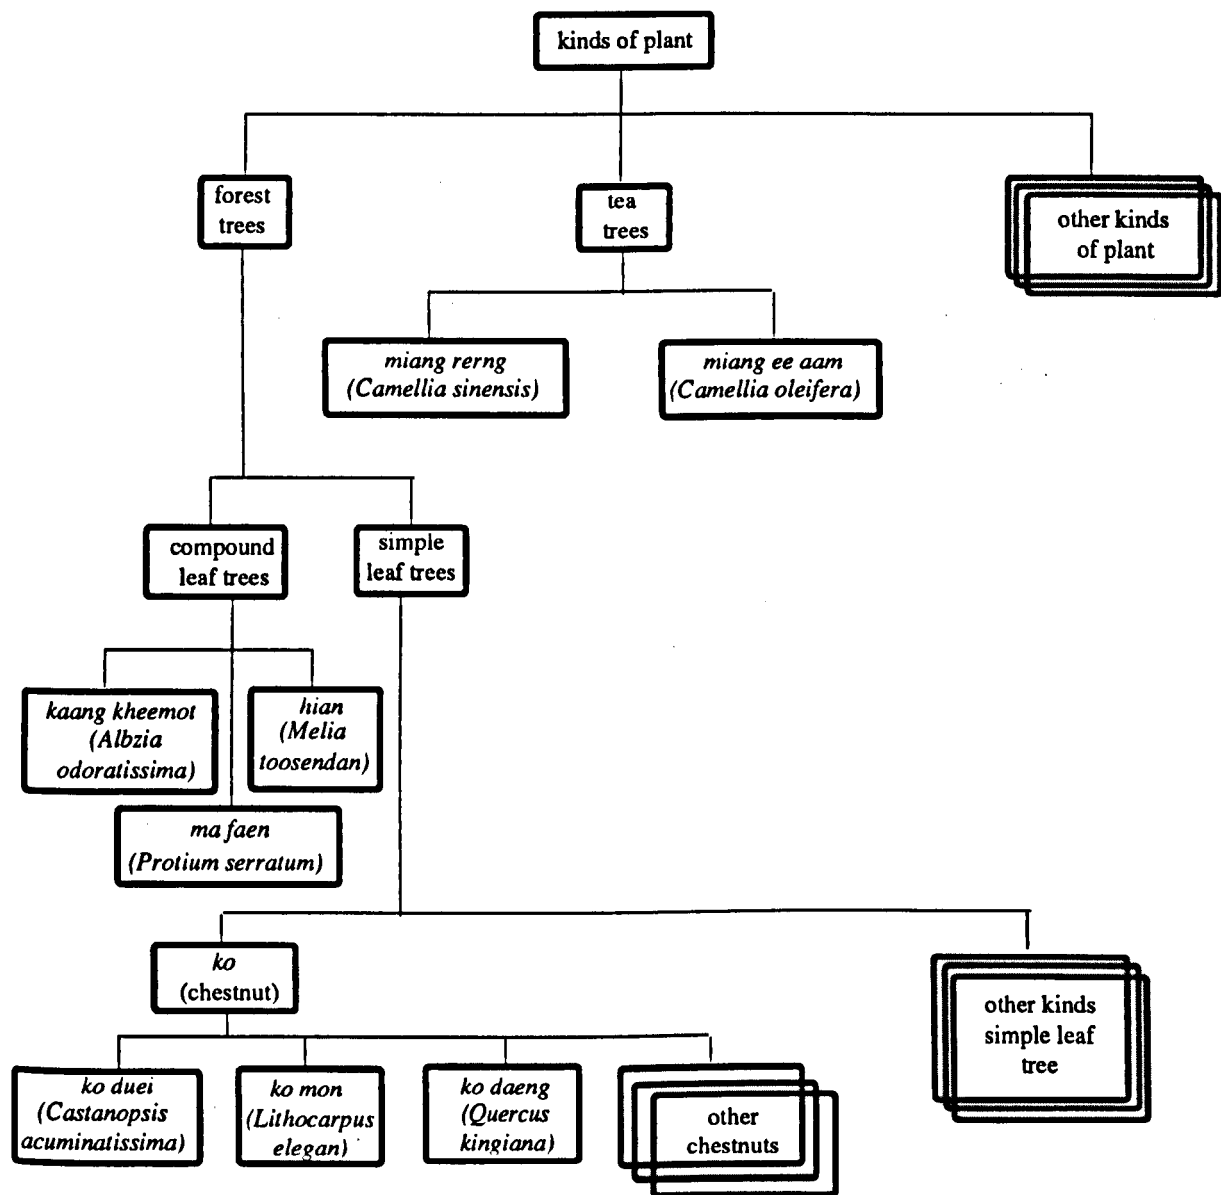 kinds of plant
forest
trees
tea
trees
other kinds
of plant
miang rerng
(Camellia sinensis)
miang ee aam
(Camellia oleifera)
compound
leaf trees
simple
leaf trees
kaang kheemot
(Albzia
odoratissima)
hian
(Melia
toosendan)
ma faen
(Protium serratum)
ko
(chestnut)
other kinds
simple leaf
tree
ko duei
(Castanopsis
acuminatissima)
ko mon
(Lithocarpus
elegan)
ko daeng
(Quercus
kingiana)
other
chestnuts